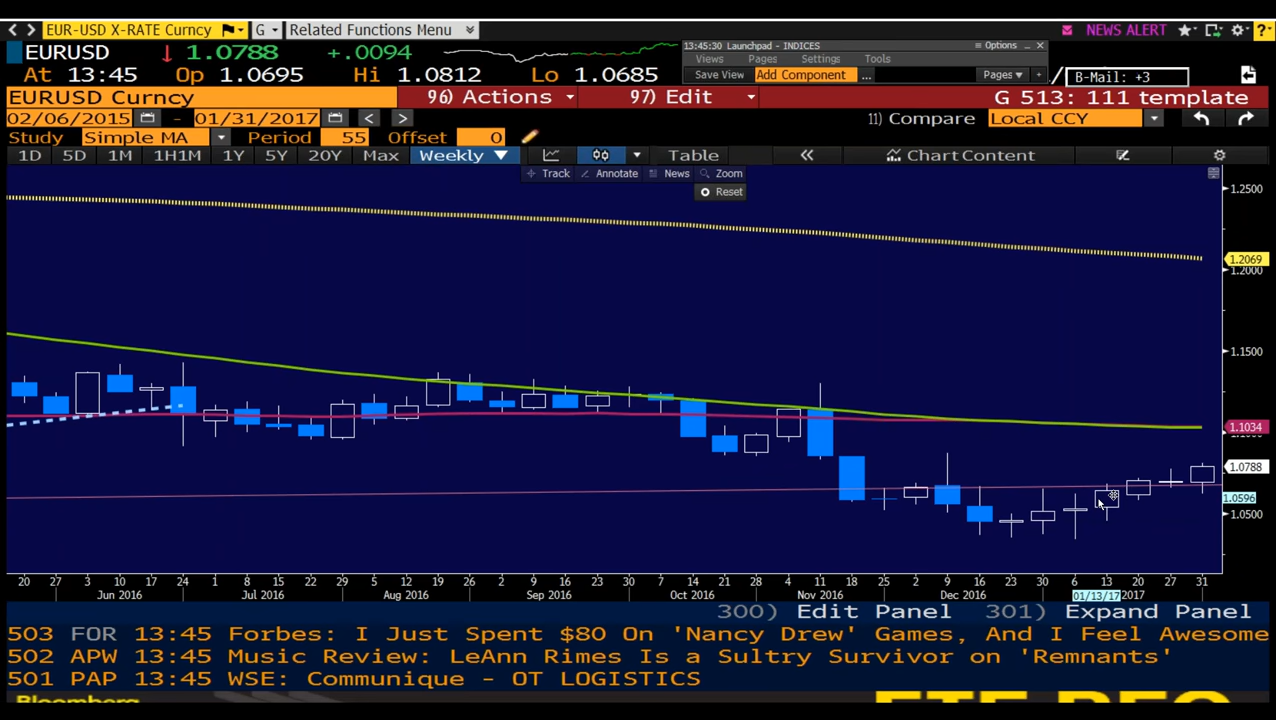 EUR-USD X-RATE Curncy G Related Functions Menu NEWS ALERT ?
EURUSD 1.0788 +.0094
At 13:45 Op 1.0695 Hi 1.0812 Lo 1.0685
13:45:30 Launchpad - INDICES Options
Views Pages Settings Tools
Save View Add Component ... Pages +
B-Mail: +3
EURUSD Curncy 96) Actions 97) Edit G 513: 111 template
02/06/2015 - 01/31/2017 11) Compare Local CCY
Study Simple MA Period 55 Offset 0
1D 5D 1M 1H1M 1Y 5Y 20Y Max Weekly Table Chart Content
Track Annotate News Zoom
Reset
1.2500
1.2069
1.2000
1.1500
1.1034
1.0788
1.0596
1.0500
20 27 3 10 17 24 1 8 15 22 29 5 12 19 26 2 9 16 23 30 7 14 21 28 4 11 18 25 2 9 16 23 30 6 13 20 27 31
Jun 2016 Jul 2016 Aug 2016 Sep 2016 Oct 2016 Nov 2016 Dec 2016 01/13/17 2017
300) Edit Panel 301) Expand Panel
503 FOR 13:45 Forbes: I Just Spent $80 On 'Nancy Drew' Games, And I Feel Awesome
502 APW 13:45 Music Review: LeAnn Rimes Is a Sultry Survivor on 'Remnants'
501 PAP 13:45 WSE: Communique - OT LOGISTICS
Bloomberg